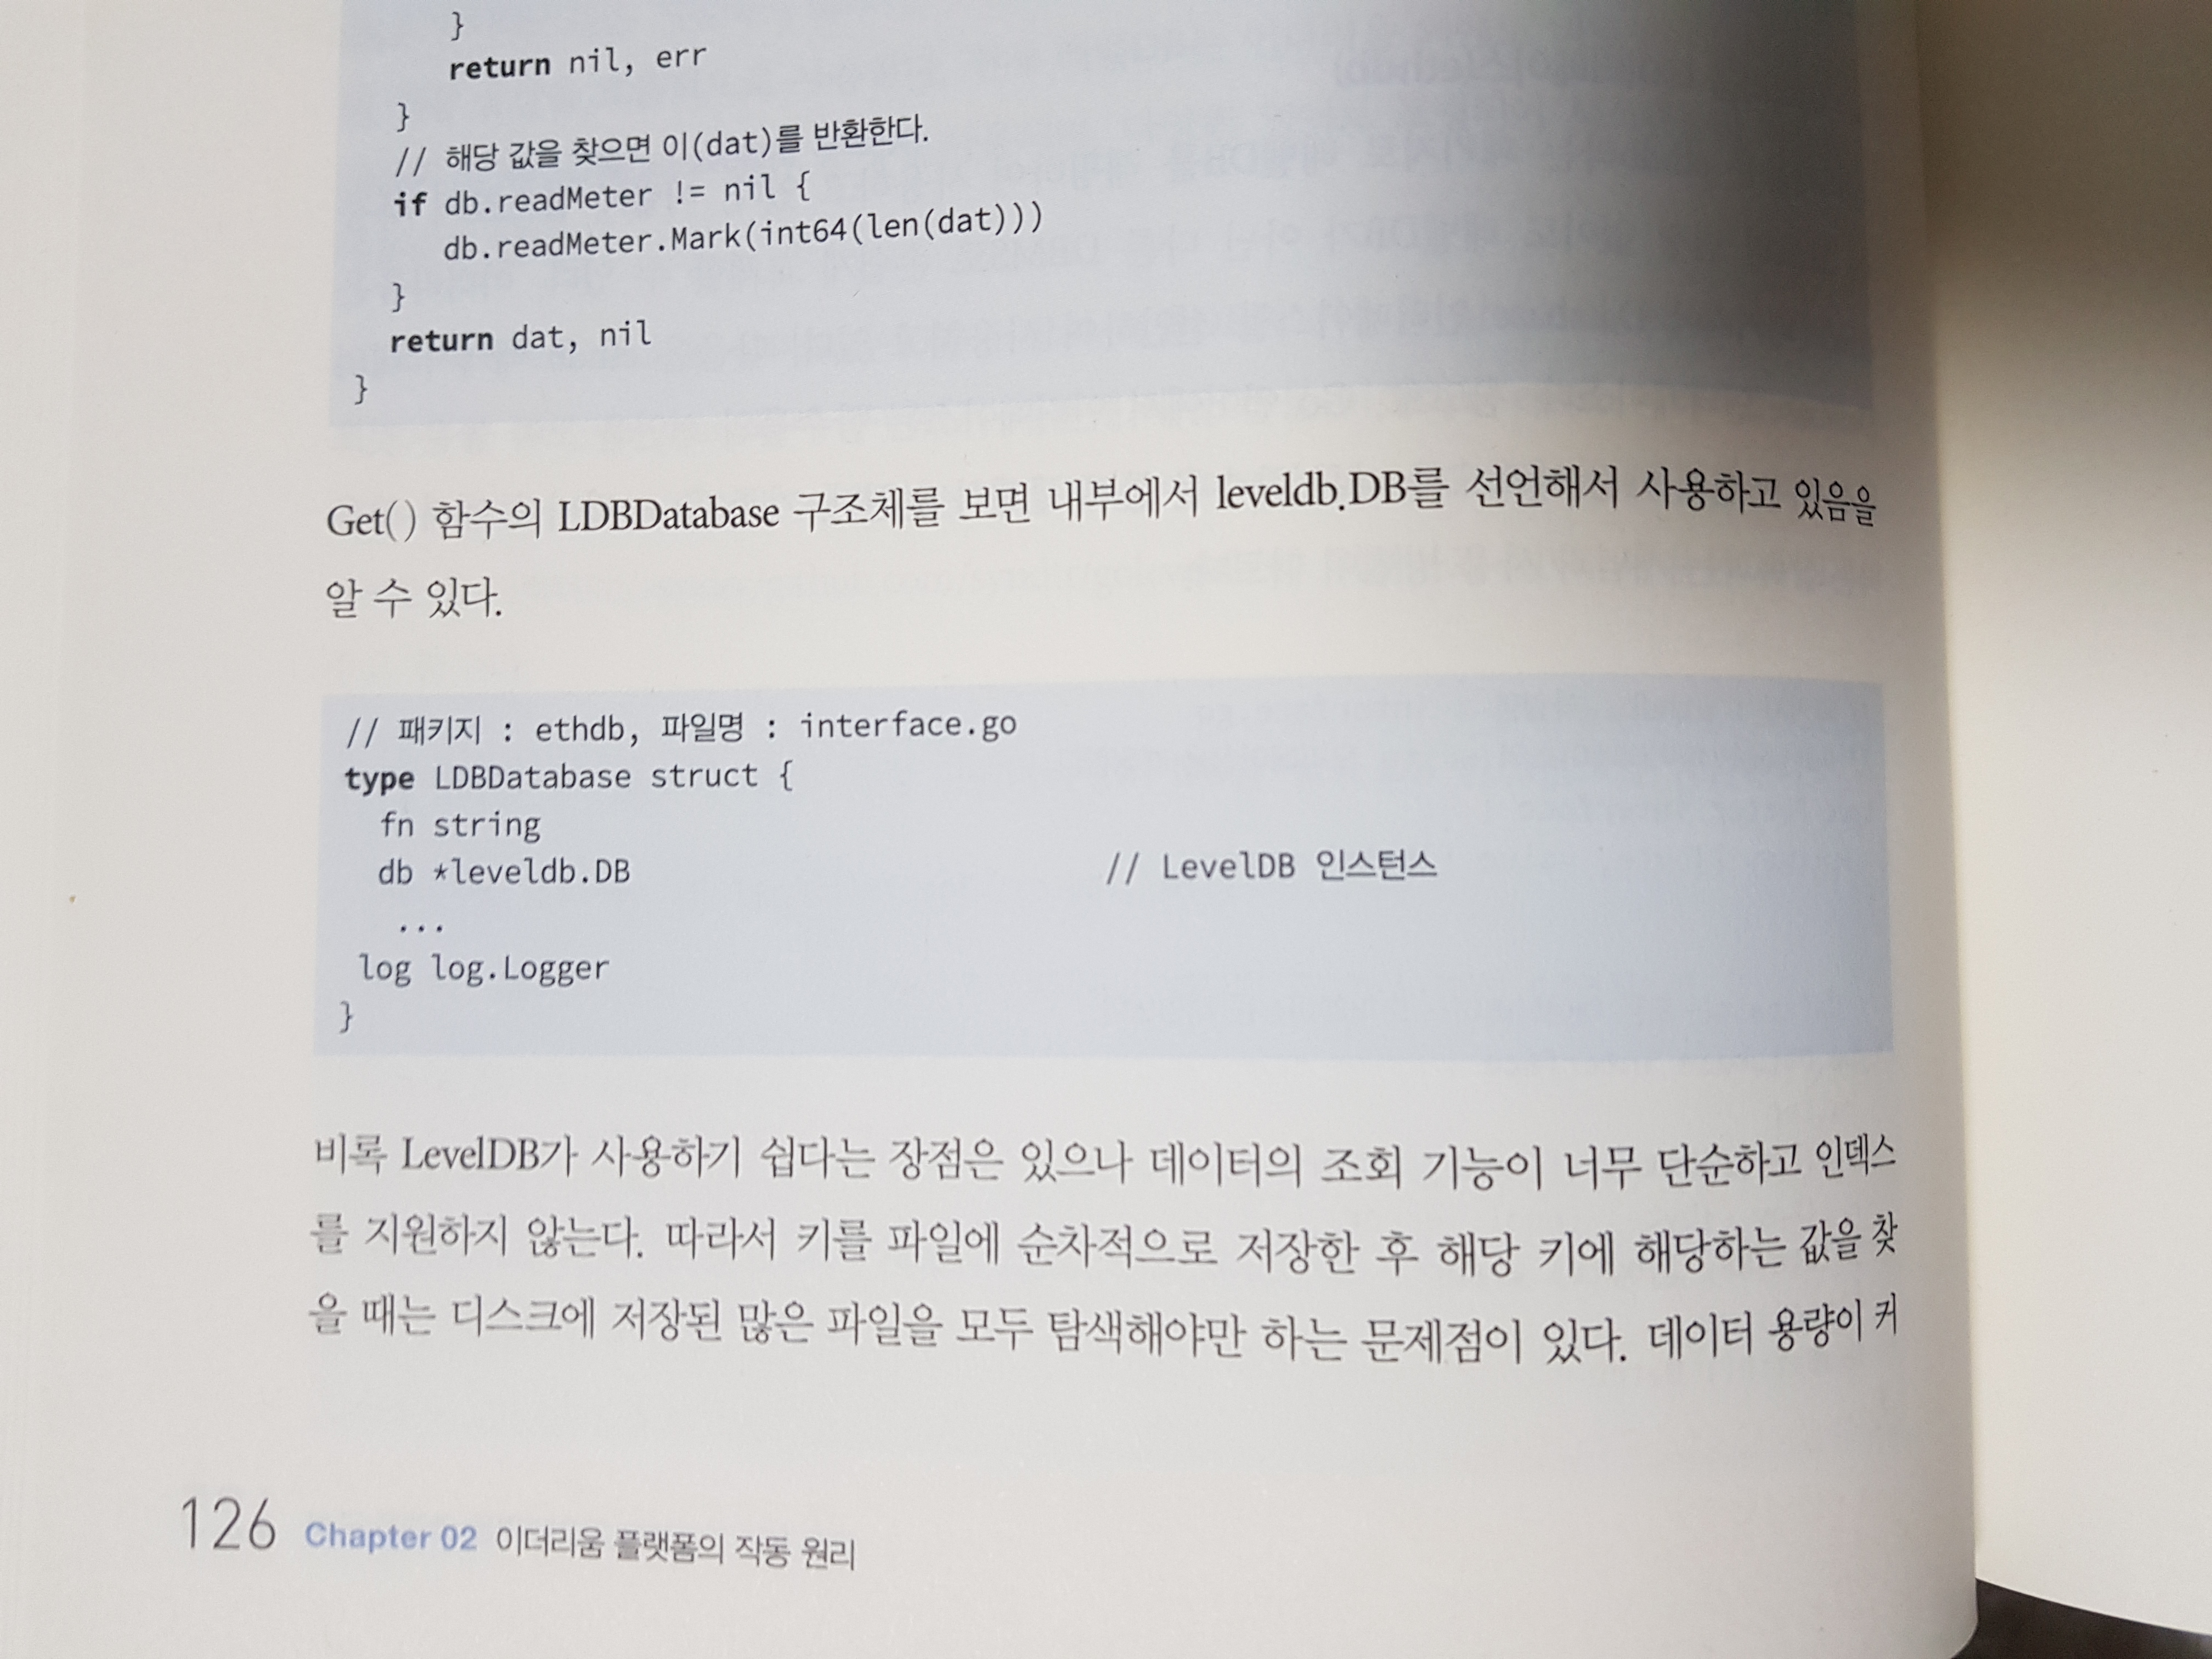 }
return nil, err
}
// 해당 값을 찾으면 이(dat)를 반환한다.
if db.readMeter != nil {
db.readMeter.Mark(int64(len(dat)))
}
return dat, nil
}
Get() 함수의 LDBDatabase 구조체를 보면 내부에서 leveldb.DB를 선언해서 사용하고 있음을
알 수 있다.
// 패키지 : ethdb, 파일명 : interface.go
type LDBDatabase struct {
fn string
db *leveldb.DB // LevelDB 인스턴스
...
log log.Logger
}
비록 LevelDB가 사용하기 쉽다는 장점은 있으나 데이터의 조회 기능이 너무 단순하고 인덱스
를 지원하지 않는다. 따라서 키를 파일에 순차적으로 저장한 후 해당 키에 해당하는 값을 찾
을 때는 디스크에 저장된 많은 파일을 모두 탐색해야만 하는 문제점이 있다. 데이터 용량이 커
126 Chapter 02 이더리움 플랫폼의 작동 원리